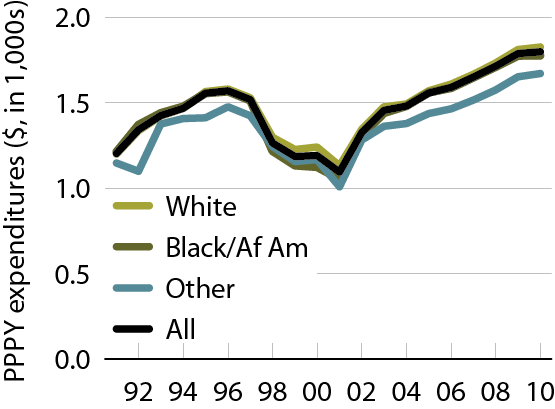 PPPY expenditures ($, in 1,000s)
2.0
1.5
1.0
0.5
0.0
White
Black/Af Am
Other
All
92 94 96 98 00 02 04 06 08 10